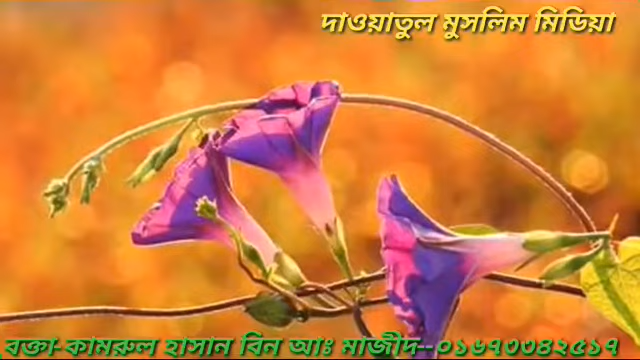 দাওয়াতুল মুসলিম মিডিয়া
বক্তা-কামরুল হাসান বিন আঃ মাজীদ--০১৬৭৩৩৪২৫১৭